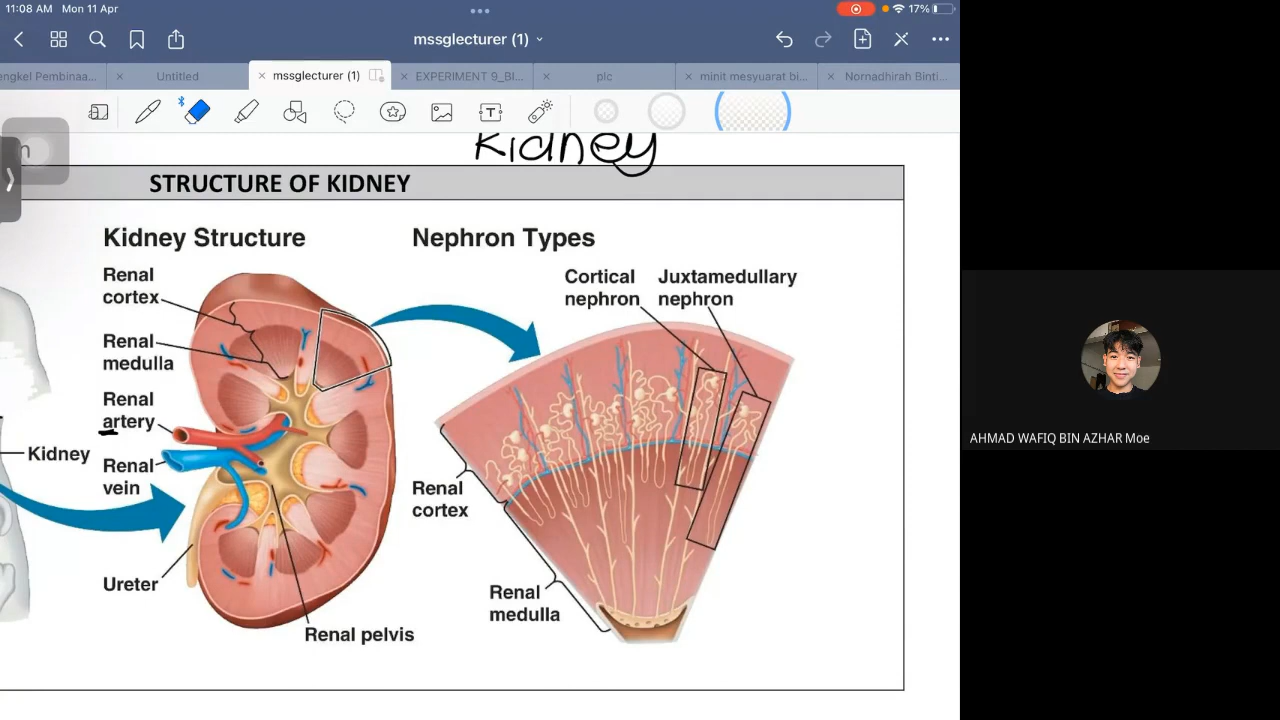 11:08 AM Mon 11 Apr
17%
mssglecturer (1)
engkel Pembinaa...
Untitled
mssglecturer (1)
EXPERIMENT 9_BI...
plc
minit mesyuarat bi...
Nornadhirah Binti...
Kidney
STRUCTURE OF KIDNEY
Kidney Structure
Nephron Types
Renal
cortex
Renal
medulla
Renal
artery
Renal
vein
Kidney
Ureter
Renal pelvis
Cortical
nephron
Juxtamedullary
nephron
Renal
cortex
Renal
medulla
AHMAD WAFIQ BIN AZHAR Moe